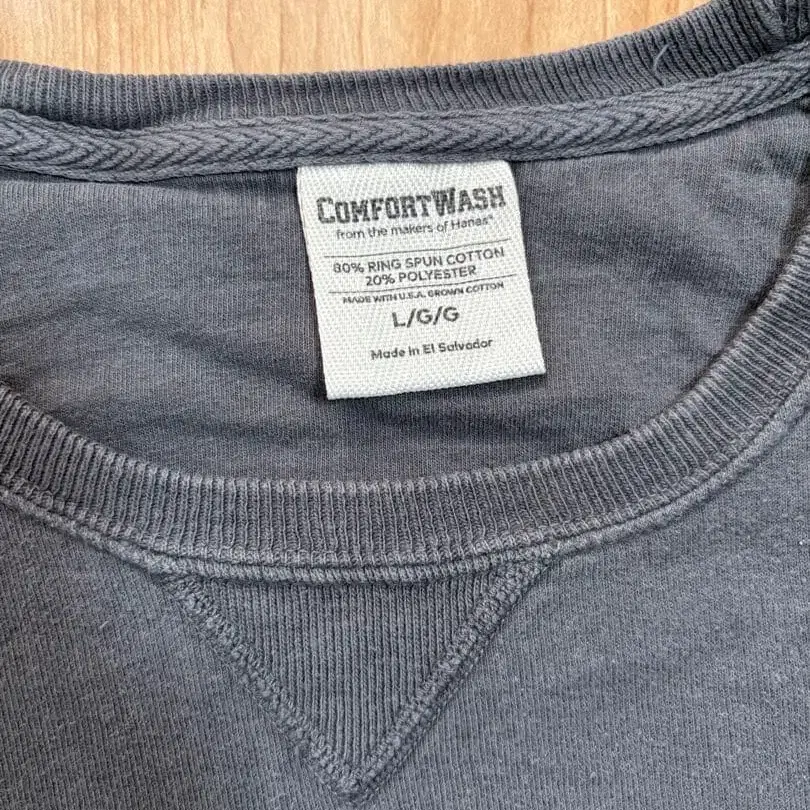 COMFORTWASH
from the makers of Hanes®
80% RING SPUN COTTON
20% POLYESTER
MADE WITH U.S.A. GROWN COTTON
L/G/G
Made in El Salvador